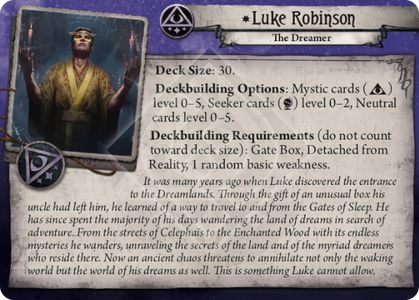 Luke Robinson
The Dreamer
Deck Size: 30.
Deckbuilding Options: Mystic cards ( )
level 0–5, Seeker cards ( ) level 0–2, Neutral
cards level 0–5.
Deckbuilding Requirements (do not count
toward deck size): Gate Box, Detached from
Reality, 1 random basic weakness.
It was many years ago when Luke discovered the entrance
to the Dreamlands. Through the gift of an unusual box his
uncle had left him, he learned of a way to travel to and from the Gates of Sleep. He
has since spent the majority of his days wandering the land of dreams in search of
adventure. From the streets of Celephaïs to the Enchanted Wood with its endless
mysteries he wanders, unraveling the secrets of the land and of the myriad dreamers
who reside there. Now an ancient chaos threatens to annihilate not only the waking
world but the world of his dreams as well. This is something Luke cannot allow.